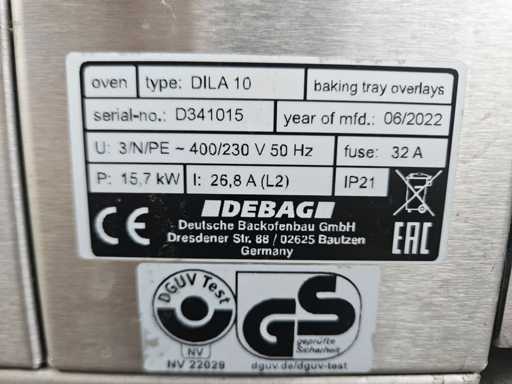 oven type: DILA 10 baking tray overlays
serial-no.: D341015 year of mfd.: 06/2022
U: 3/N/PE ~ 400/230 V 50 Hz fuse: 32 A
P: 15,7 kW I: 26,8 A (L2) IP21
DEBAG
Deutsche Backofenbau GmbH
Dresdener Str. 88 / 02625 Bautzen
Germany
CE
EAC
DGUV Test
NV
NV 22029
GS
geprüfte
Sicherheit
dguv.de/dguv-test